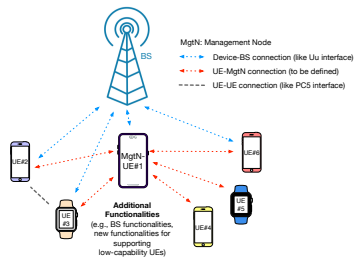 BS
MgtN: Management Node
Device-BS connection (like Uu interface)
UE-MgtN connection (to be defined)
UE-UE connection (like PC5 interface)
UE#2
MgtN-
UE#1
UE#6
UE
#3
Additional
Functionalities
(e.g., BS functionalities,
new functionalities for
supporting
low-capability UEs)
UE#4
UE
#5